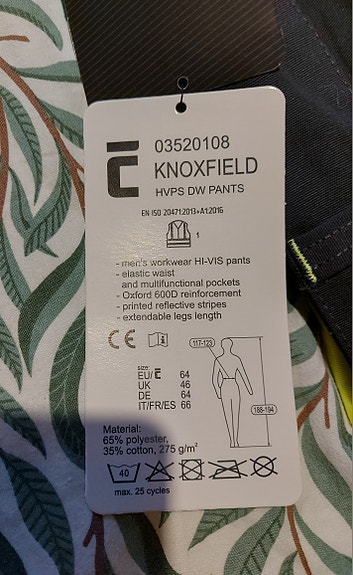 03520108
KNOXFIELD
HVPS DW PANTS
EN ISO 20471:2013+A1:2016
1
- men's workwear HI-VIS pants
- elastic waist
and multifunctional pockets
- Oxford 600D reinforcement
- printed reflective stripes
- extendable legs length
CE
117-123
size:
EU/C 64
UK 46
DE 64
IT/FR/ES 66
188-194
Material:
65% polyester,
35% cotton, 275 g/m²
40
max. 25 cycles